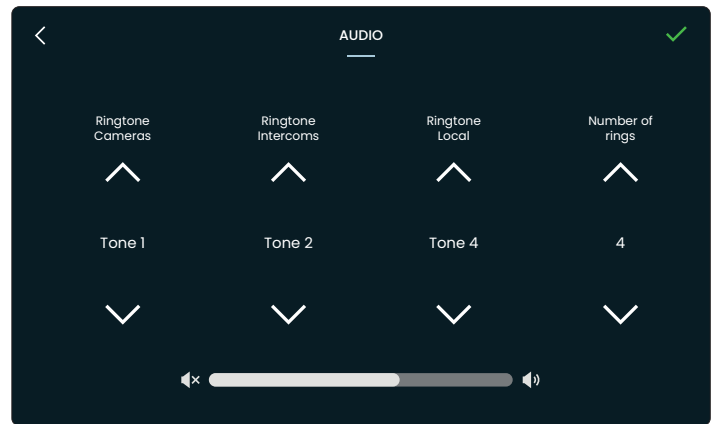 AUDIO
Ringtone
Cameras
Ringtone
Intercoms
Ringtone
Local
Number of
rings
Tone 1
Tone 2
Tone 4
4